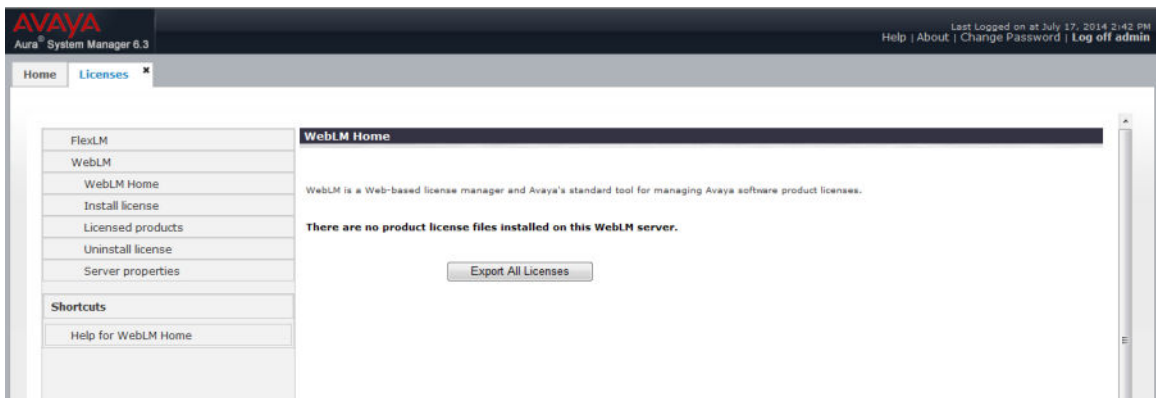 AVAYA
Aura® System Manager 6.3
Last Logged on at July 17, 2014 2:42 PM
Help | About | Change Password | Log off admin
Home
Licenses ×
FlexLM
WebLM
WebLM Home
Install license
Licensed products
Uninstall license
Server properties
Shortcuts
Help for WebLM Home
WebLM Home
WebLM is a Web-based license manager and Avaya's standard tool for managing Avaya software product licenses.
There are no product license files installed on this WebLM server.
Export All Licenses